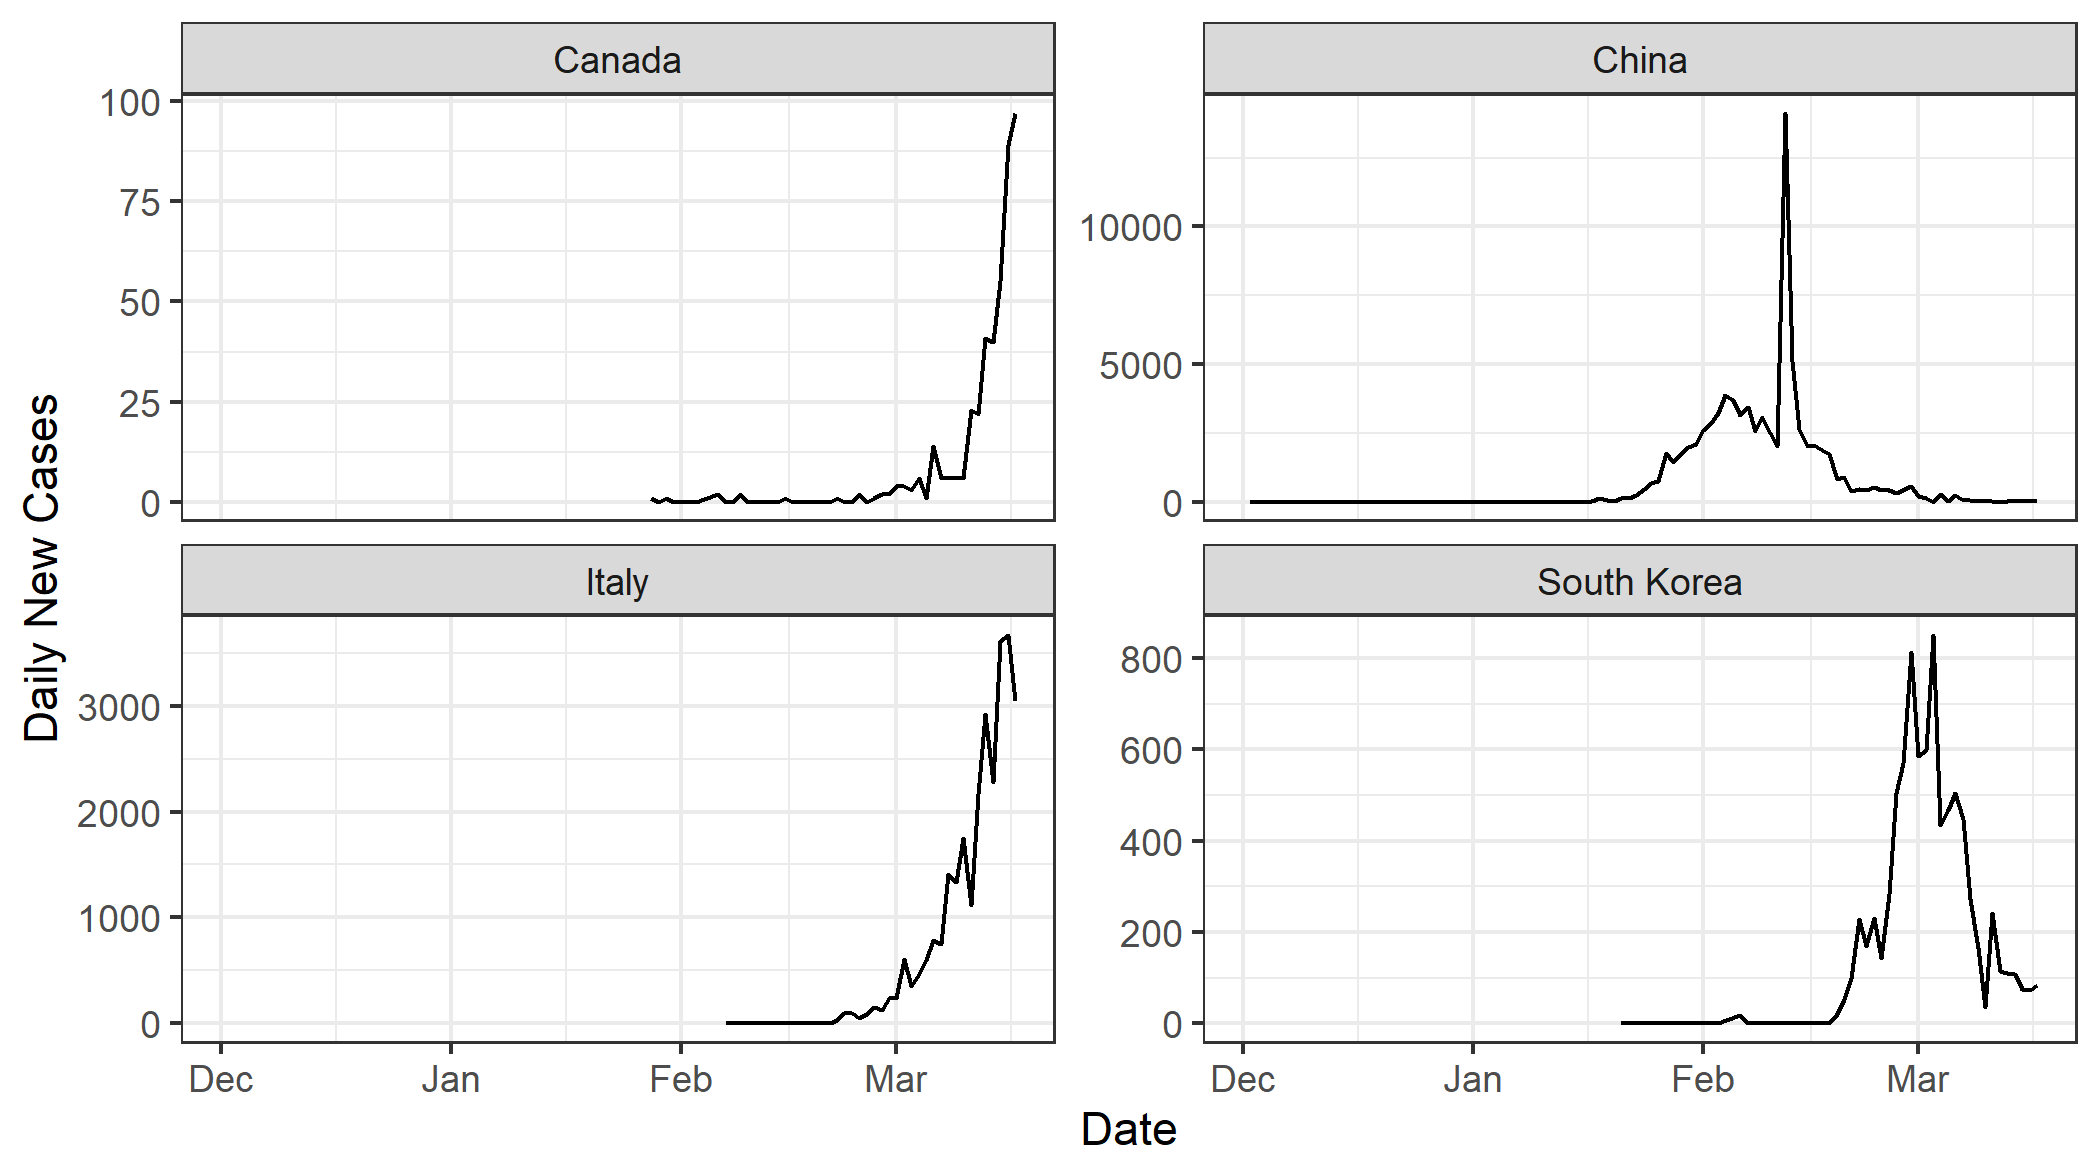 Canada
China
100
75
50
25
0
10000
5000
0
Italy
South Korea
3000
2000
1000
0
800
600
400
200
0
Dec Jan Feb Mar
Dec Jan Feb Mar
Daily New Cases
Date